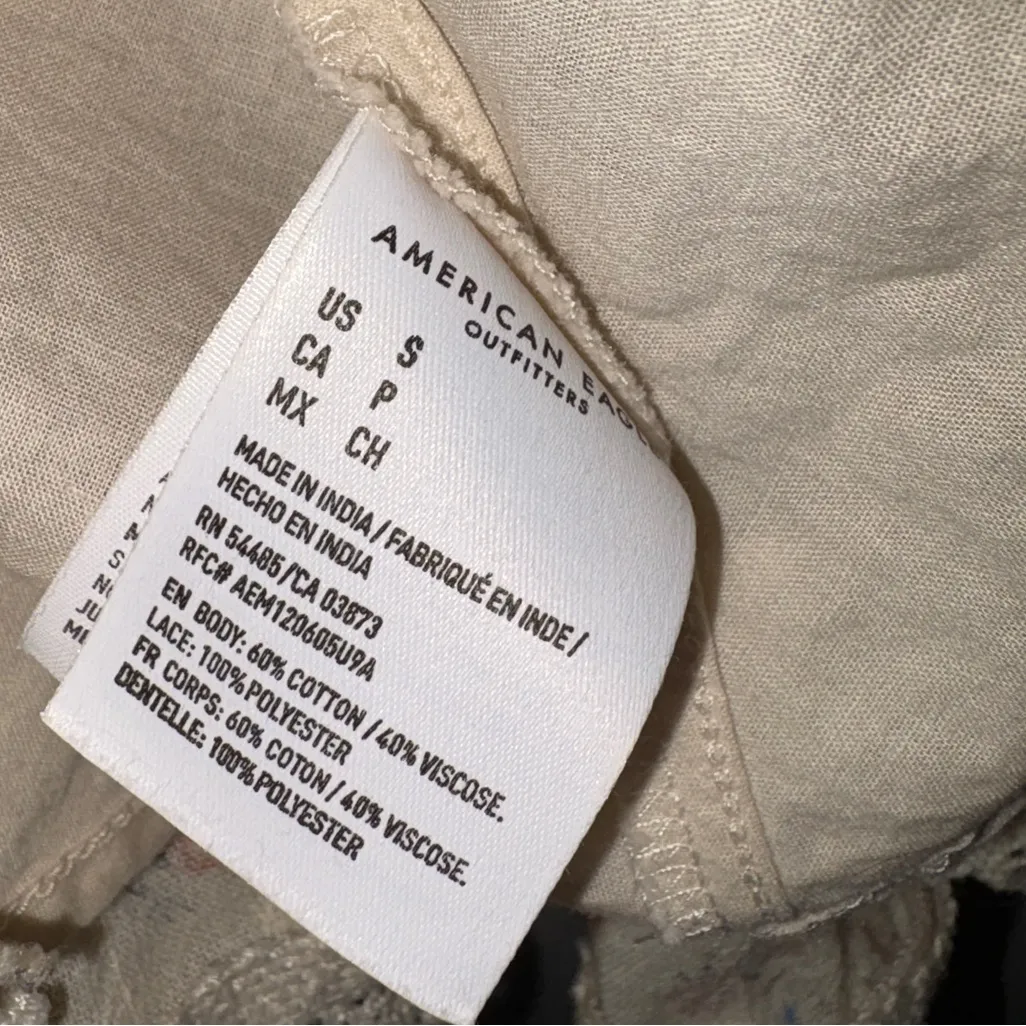 AMERICAN
OUTFITTERS
US S
CA P
MX CH
MADE IN INDIA / FABRIQUÉ EN INDE /
HECHO EN INDIA
RN 54485/CA 03873
RFC# AEM120605U9A
EN BODY: 60% COTTON / 40% VISCOSE.
LACE: 100% POLYESTER
FR CORPS: 60% COTON / 40% VISCOSE.
DENTELLE: 100% POLYESTER